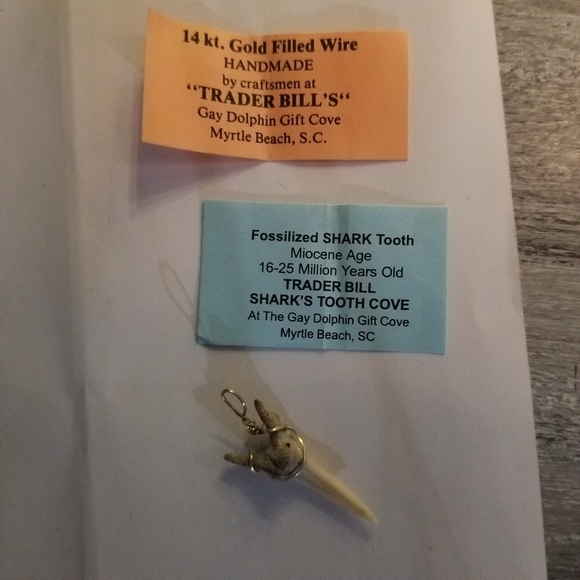 14 kt. Gold Filled Wire
HANDMADE
by craftsmen at
“TRADER BILL'S“
Gay Dolphin Gift Cove
Myrtle Beach, S.C.
Fossilized SHARK Tooth
Miocene Age
16-25 Million Years Old
TRADER BILL
SHARK'S TOOTH COVE
At The Gay Dolphin Gift Cove
Myrtle Beach, SC